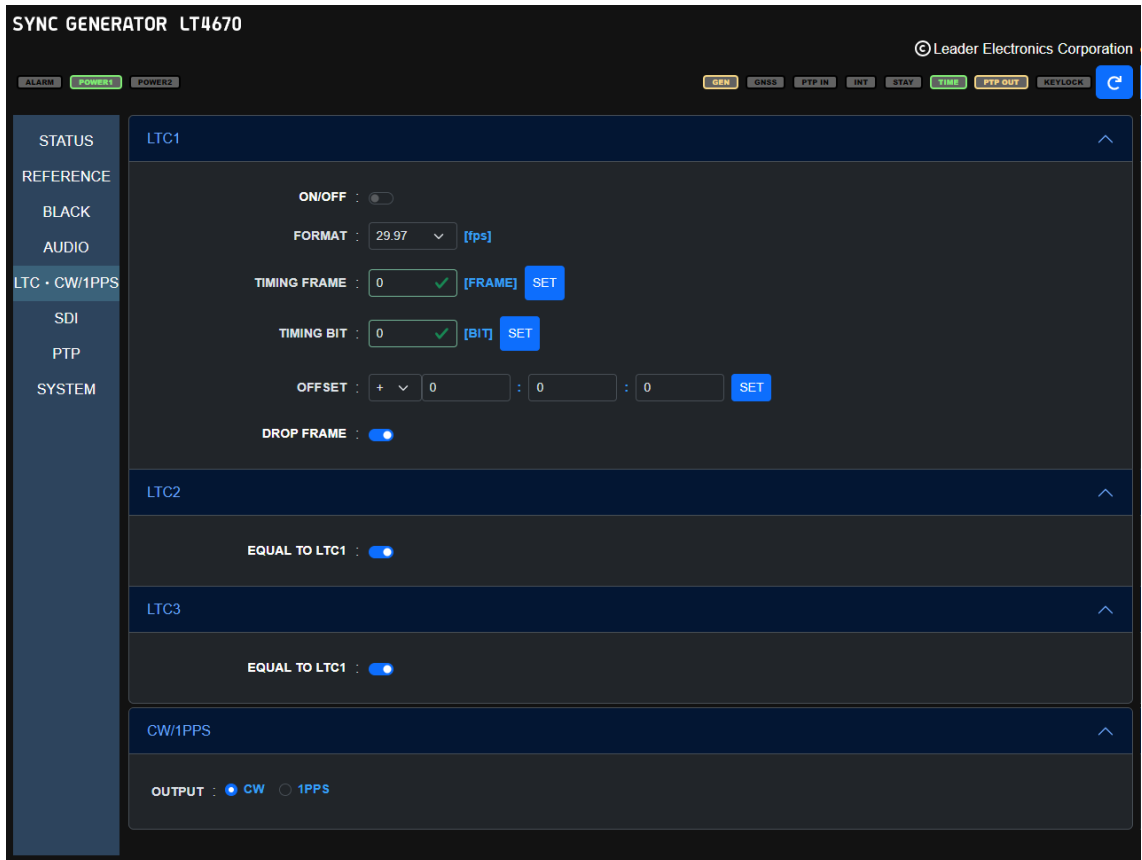 SYNC GENERATOR LT4670
©Leader Electronics Corporation
ALARM POWER1 POWER2 GEN GNSS PTP IN INT STAY TIME PTP OUT KEYLOCK
STATUS
REFERENCE
BLACK
AUDIO
LTC・CW/1PPS
SDI
PTP
SYSTEM
LTC1
ON/OFF :
FORMAT : 29.97 [fps]
TIMING FRAME : 0 [FRAME] SET
TIMING BIT : 0 [BIT] SET
OFFSET : + 0 : 0 : 0 SET
DROP FRAME :
LTC2
EQUAL TO LTC1 :
LTC3
EQUAL TO LTC1 :
CW/1PPS
OUTPUT : CW 1PPS